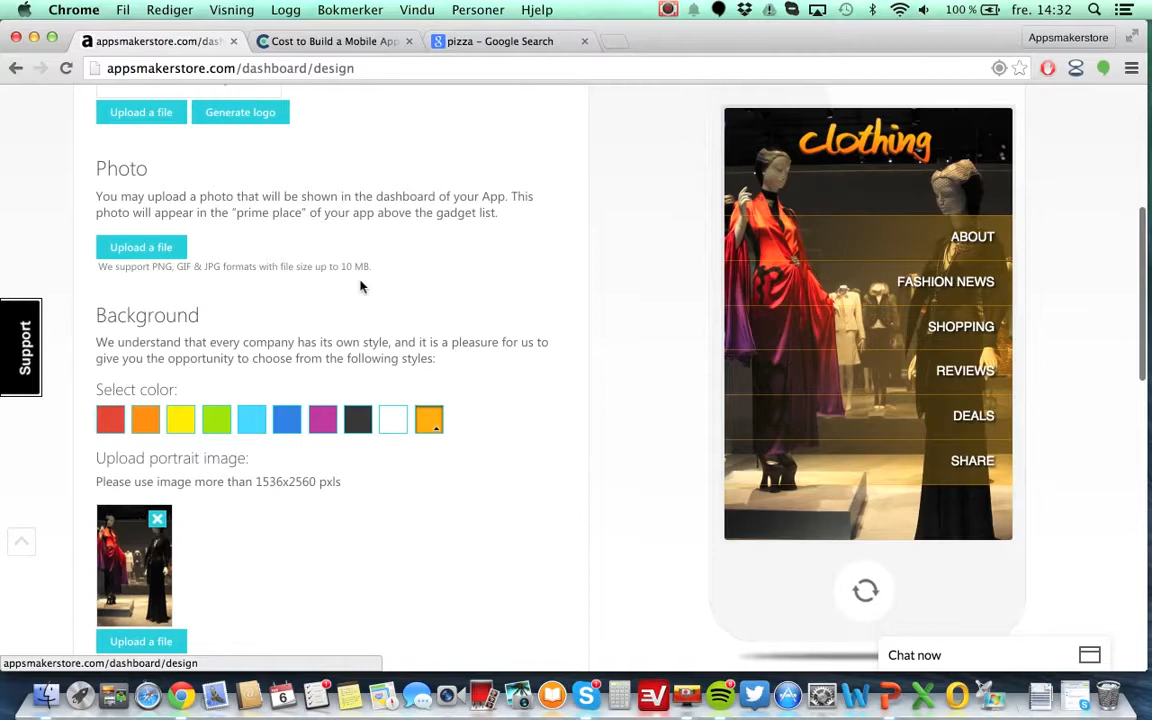 Chrome Fil Rediger Visning Logg Bokmerker Vindu Personer Hjelp 100 % fre. 14:32
appsmakerstore.com/dash Cost to Build a Mobile App pizza – Google Search Appsmakerstore
appsmakerstore.com/dashboard/design
Upload a file Generate logo
Photo
You may upload a photo that will be shown in the dashboard of your App. This
photo will appear in the "prime place" of your app above the gadget list.
Upload a file
We support PNG, GIF & JPG formats with file size up to 10 MB.
Background
We understand that every company has its own style, and it is a pleasure for us to
give you the opportunity to choose from the following styles:
Select color:
Upload portrait image:
Please use image more than 1536x2560 pxls
Upload a file
appsmakerstore.com/dashboard/design
Support
clothing
ABOUT
FASHION NEWS
SHOPPING
REVIEWS
DEALS
SHARE
Chat now